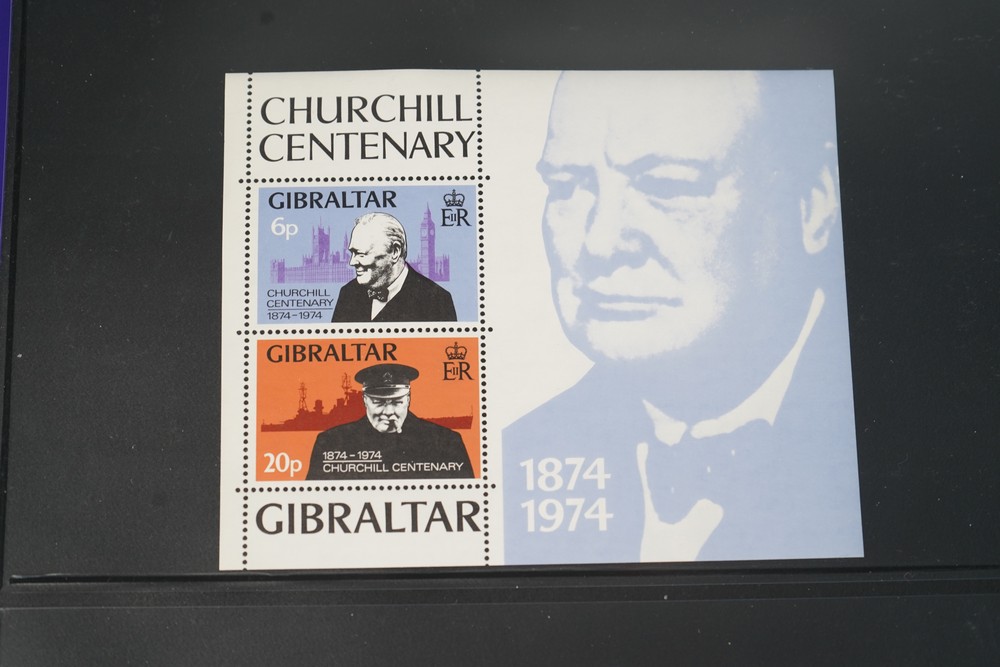 CHURCHILL
CENTENARY
GIBRALTAR
6p
EIIR
CHURCHILL
CENTENARY
1874-1974
GIBRALTAR
EIIR
20p
1874-1974
CHURCHILL CENTENARY
GIBRALTAR
1874
1974